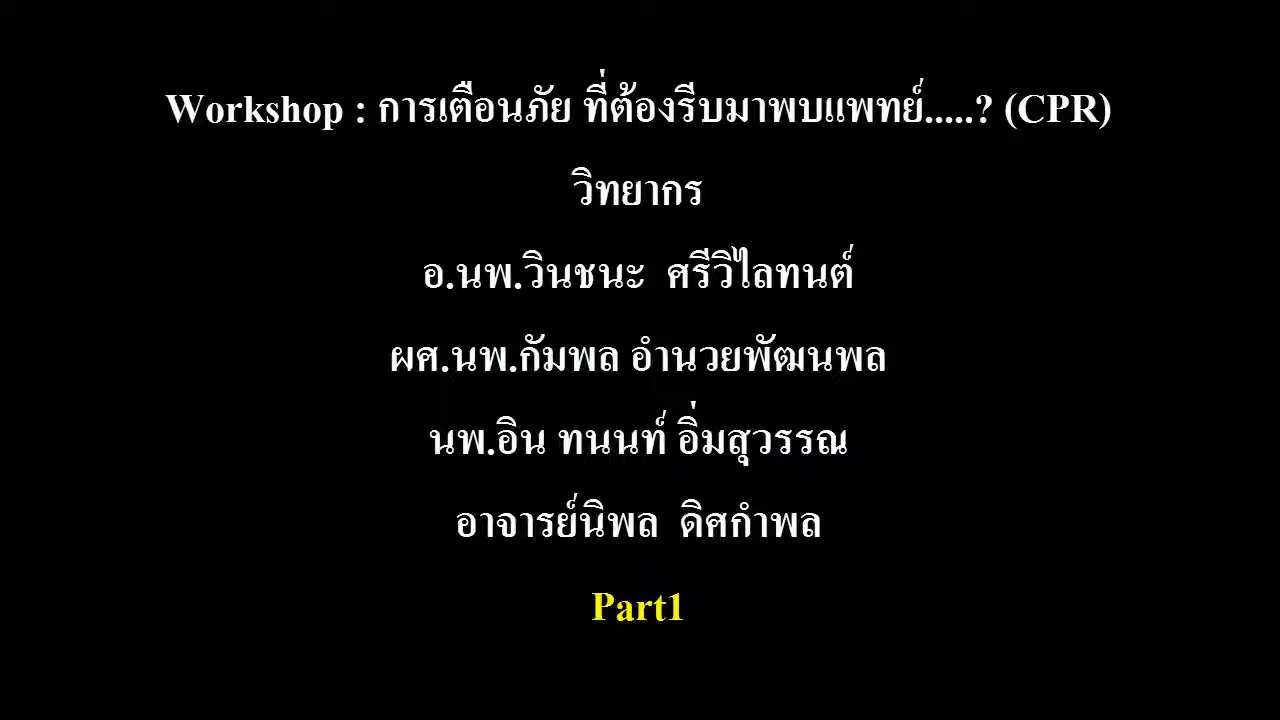 Workshop : การเตือนภัย ที่ต้องรีบมาพบแพทย์.....? (CPR)
วิทยากร
อ.นพ.วินชนะ ศรีวิไลทนต์
ผศ.นพ.กัมพล อำนวยพัฒนพล
นพ.อิน ทนนท์ อิ่มสุวรรณ
อาจารย์นิพล ดิศกำพล
Part1